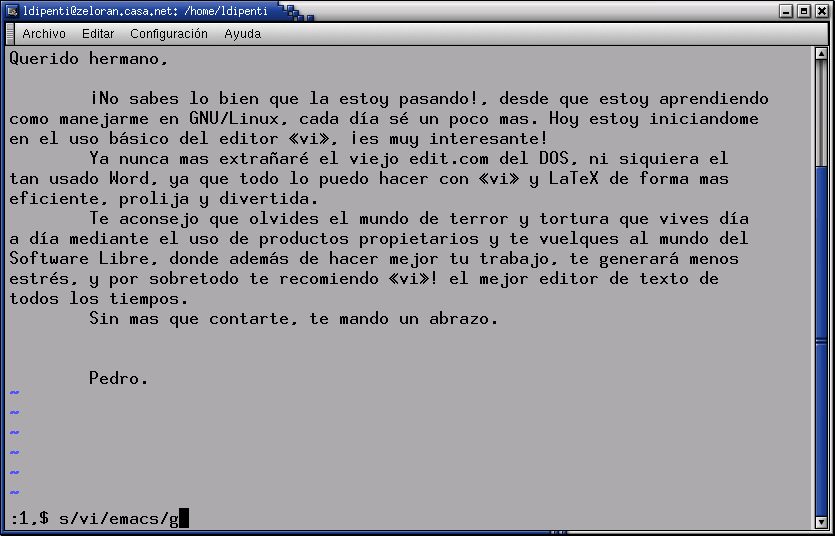 ldipenti@zeloran.casa.net: /home/ldipenti
Archivo Editar Configuración Ayuda
Querido hermano,
¡No sabes lo bien que la estoy pasando!, desde que estoy aprendiendo
como manejarme en GNU/Linux, cada día sé un poco mas. Hoy estoy iniciandome
en el uso básico del editor «vi», ¡es muy interesante!
Ya nunca mas extrañaré el viejo edit.com del DOS, ni siquiera el
tan usado Word, ya que todo lo puedo hacer con «vi» y LaTeX de forma mas
eficiente, prolija y divertida.
Te aconsejo que olvides el mundo de terror y tortura que vives día
a día mediante el uso de productos propietarios y te vuelques al mundo del
Software Libre, donde además de hacer mejor tu trabajo, te generará menos
estrés, y por sobretodo te recomiendo «vi»! el mejor editor de texto de
todos los tiempos.
Sin mas que contarte, te mando un abrazo.
Pedro.
~
~
~
~
~
~
:1,$ s/vi/emacs/g